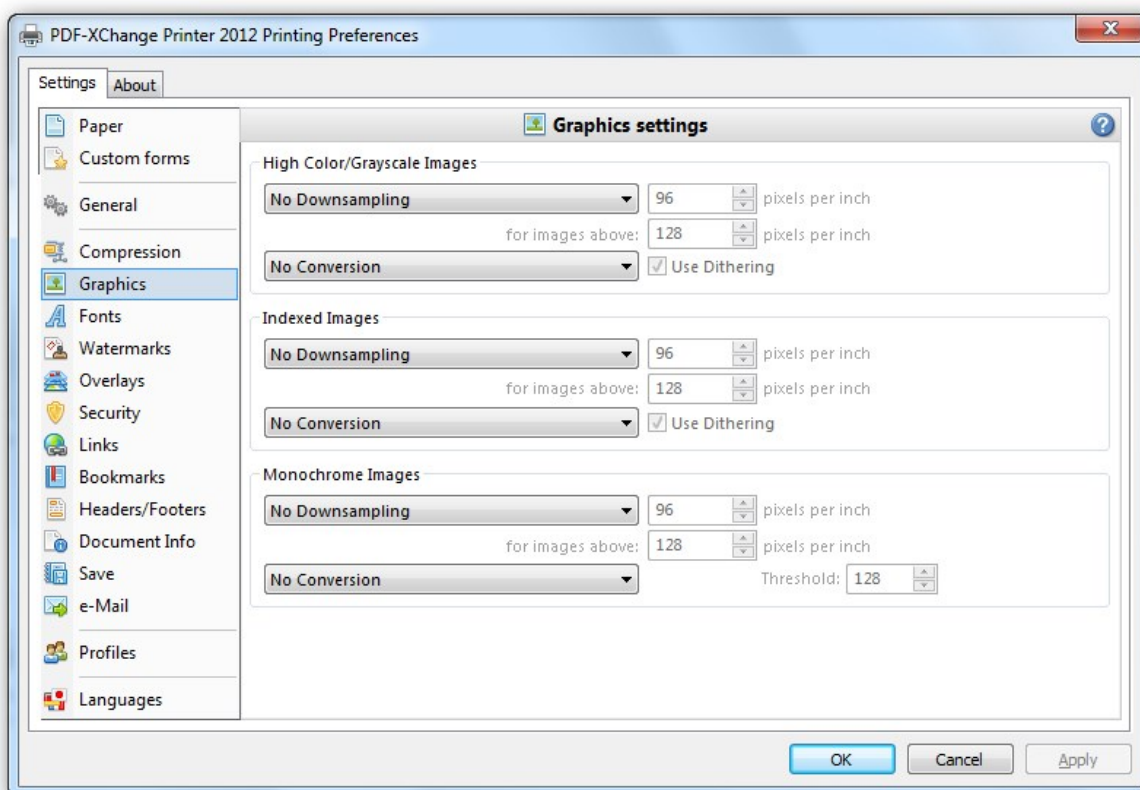 PDF-XChange Printer 2012 Printing Preferences
Settings About
Paper
Custom forms
General
Compression
Graphics
Fonts
Watermarks
Overlays
Security
Links
Bookmarks
Headers/Footers
Document Info
Save
e-Mail
Profiles
Languages
Graphics settings
High Color/Grayscale Images
No Downsampling 96 pixels per inch
for images above: 128 pixels per inch
No Conversion Use Dithering
Indexed Images
No Downsampling 96 pixels per inch
for images above: 128 pixels per inch
No Conversion Use Dithering
Monochrome Images
No Downsampling 96 pixels per inch
for images above: 128 pixels per inch
No Conversion Threshold: 128
OK Cancel Apply